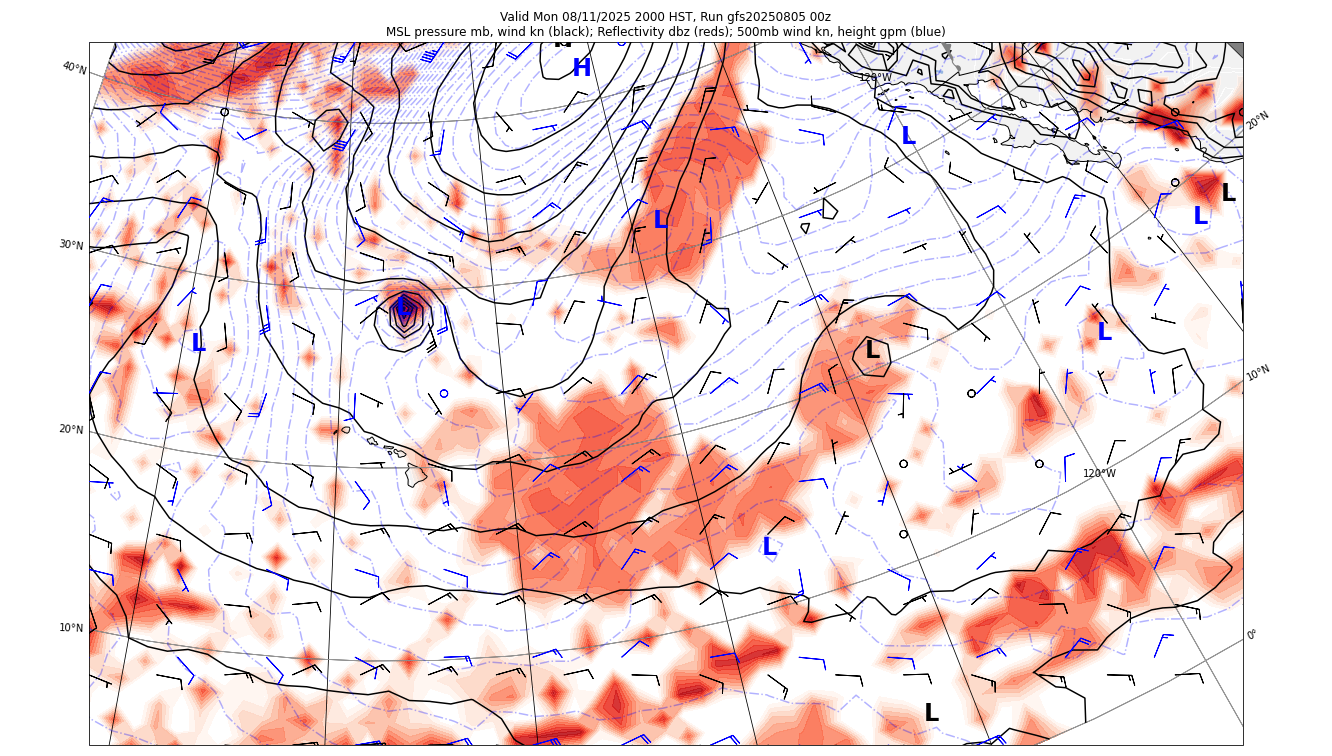 Valid Mon 08/11/2025 2000 HST, Run gfs20250805 00z
MSL pressure mb, wind kn (black); Reflectivity dbz (reds); 500mb wind kn, height gpm (blue)
H
40°N
120°W
20°N
L
L
L
L
30°N
L
L
L
L
10°N
20°N
120°W
L
10°N
0°
L